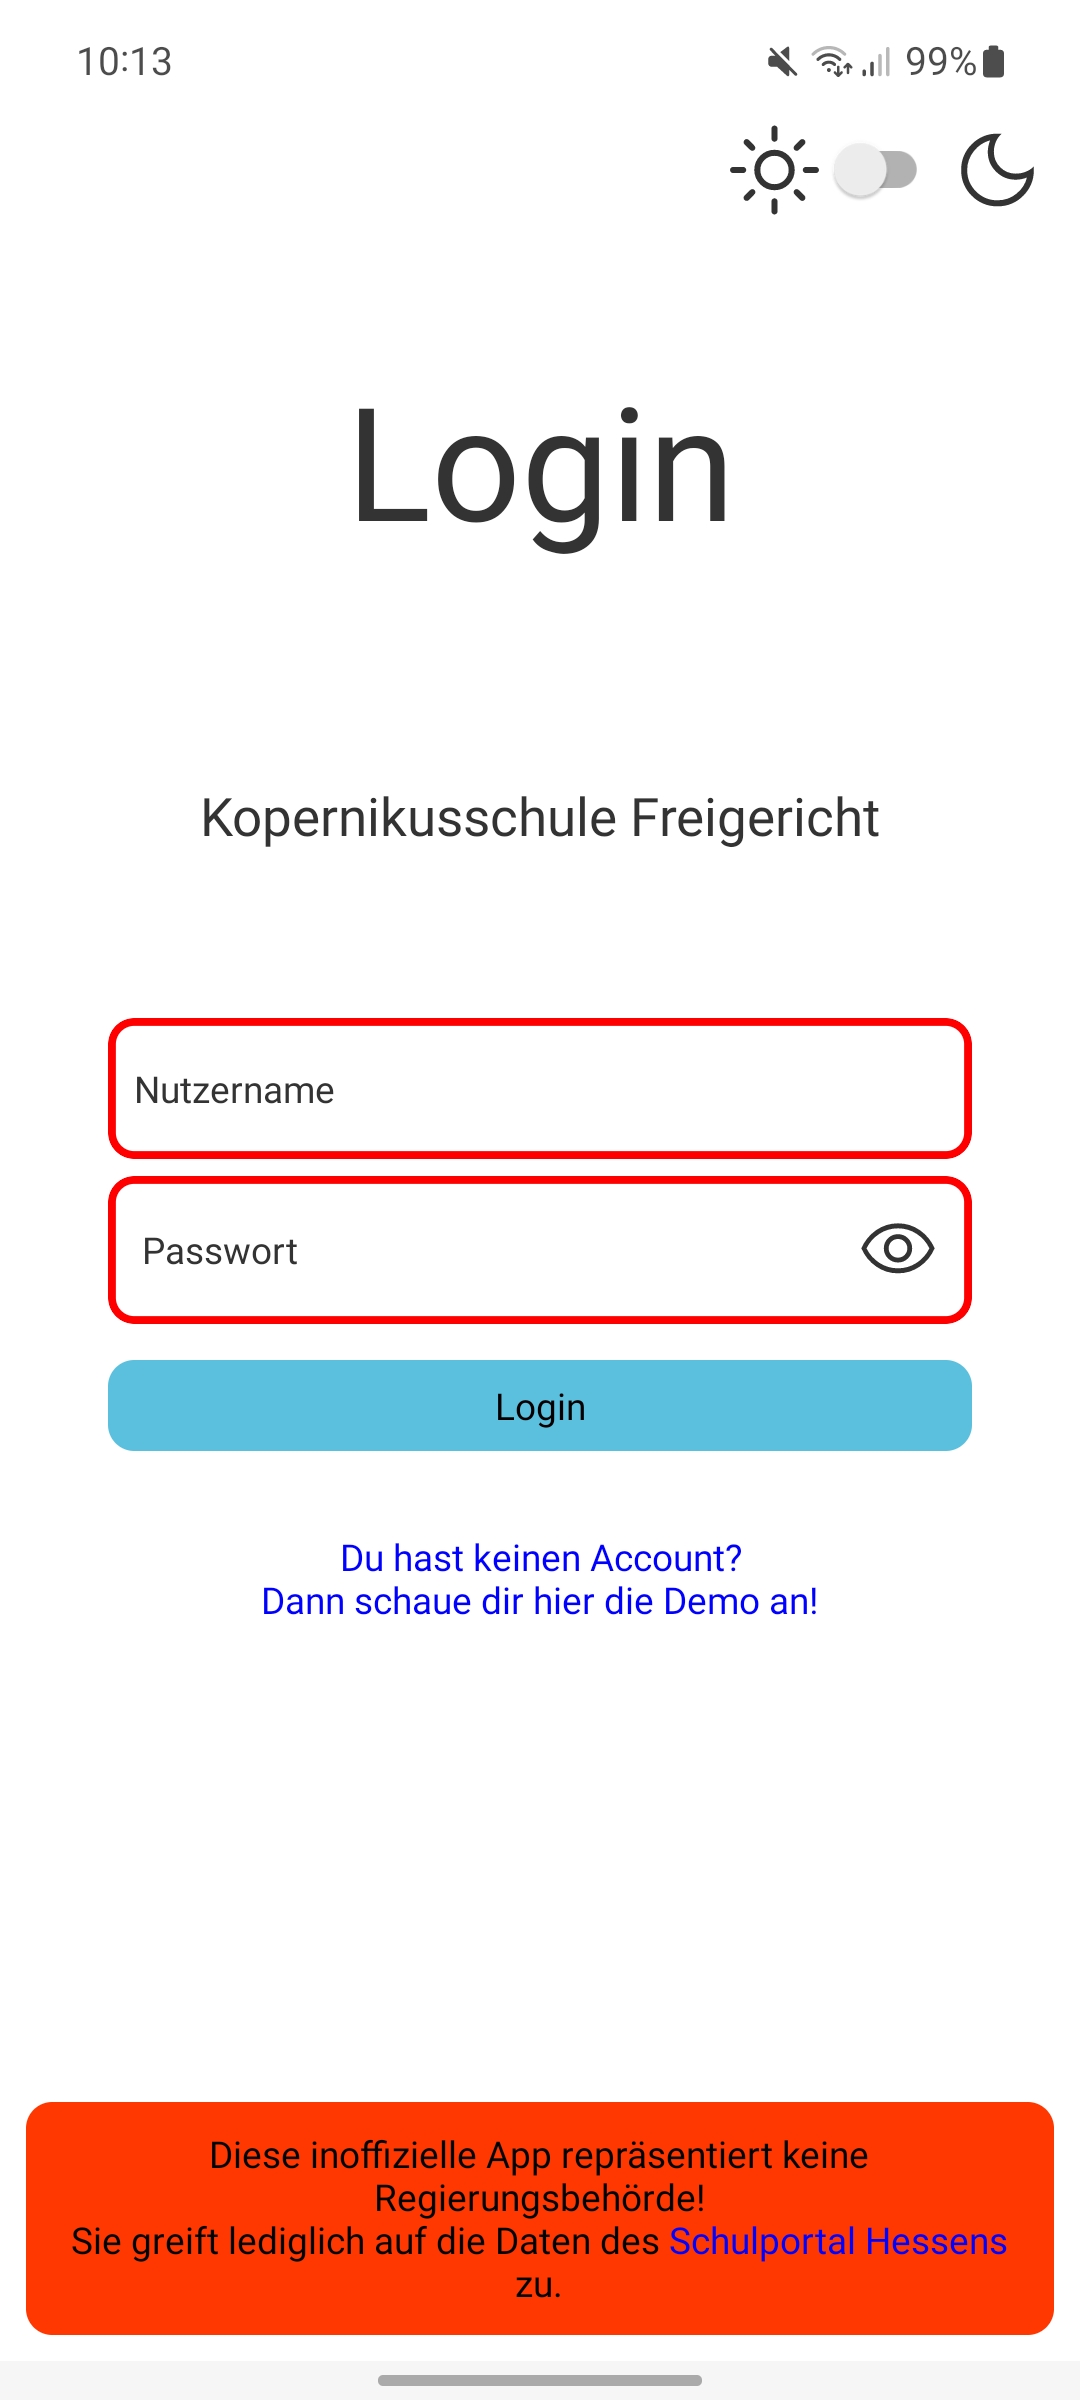 10:13
99%
Login
Kopernikusschule Freigericht
Nutzername
Passwort
Login
Du hast keinen Account?
Dann schaue dir hier die Demo an!
Diese inoffizielle App repräsentiert keine
Regierungsbehörde!
Sie greift lediglich auf die Daten des Schulportal Hessens
zu.